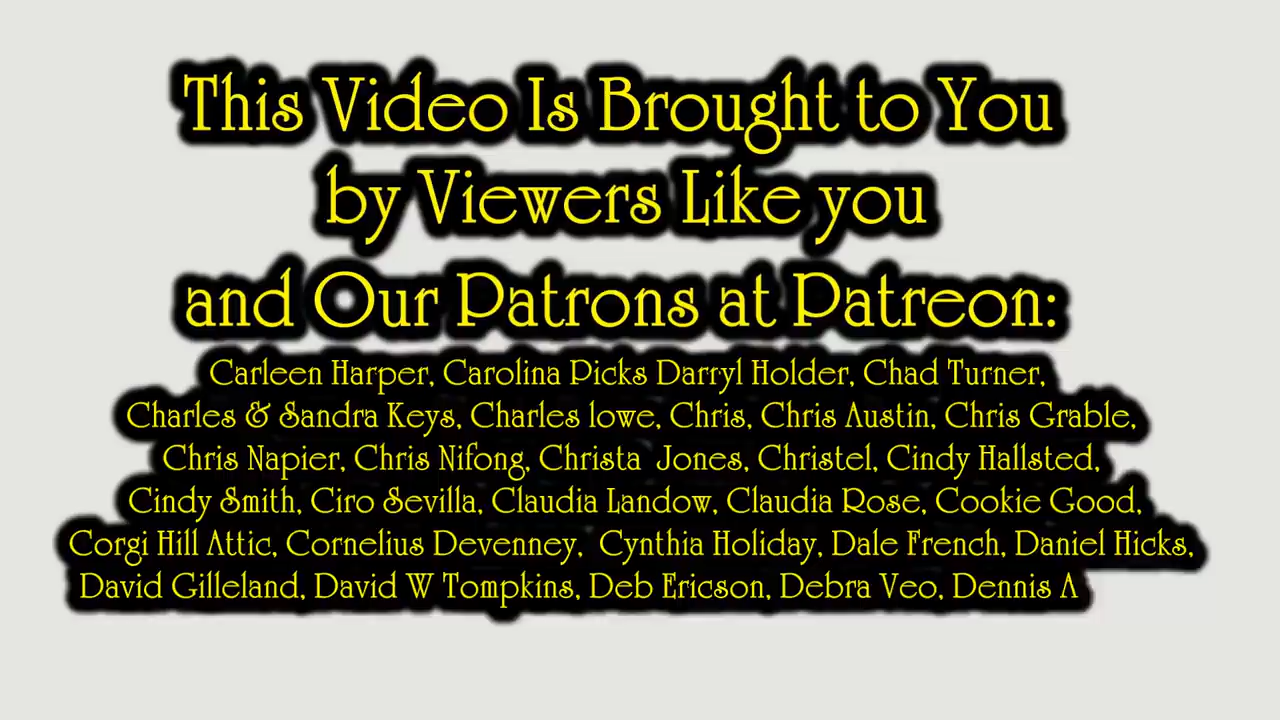 This Video Is Brought to You
by Viewers Like you
and Our Patrons at Patreon:
Carleen Harper, Carolina Picks Darryl Holder, Chad Turner,
Charles & Sandra Keys, Charles lowe, Chris, Chris Austin, Chris Grable,
Chris Napier, Chris Nifong, Christa  Jones, Christel, Cindy Hallsted,
Cindy Smith, Ciro Sevilla, Claudia Landow, Claudia Rose, Cookie Good,
Corgi Hill Attic, Cornelius Devenney,  Cynthia Holiday, Dale French, Daniel Hicks,
David Gilleland, David W Tompkins, Deb Ericson, Debra Veo, Dennis A